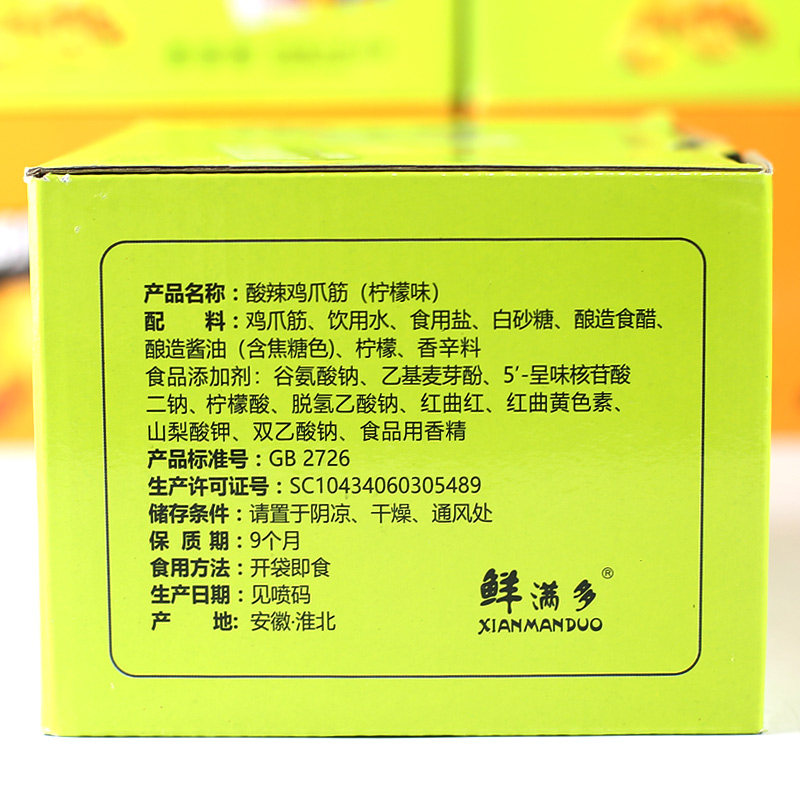 产品名称：酸辣鸡爪筋（柠檬味）
配 料：鸡爪筋、饮用水、食用盐、白砂糖、酿造食醋、
酿造酱油（含焦糖色)、柠檬、香辛料
食品添加剂：谷氨酸钠、乙基麦芽酚、5′-呈味核苷酸
二钠、柠檬酸、脱氢乙酸钠、红曲红、红曲黄色素、
山梨酸钾、双乙酸钠、食品用香精
产品标准号：GB 2726
生产许可证号：SC10434060305489
储存条件：请置于阴凉、干燥、通风处
保 质 期：9个月
食用方法：开袋即食
生产日期：见喷码
产 地：安徽·淮北
鲜满多®
XIANMANDUO